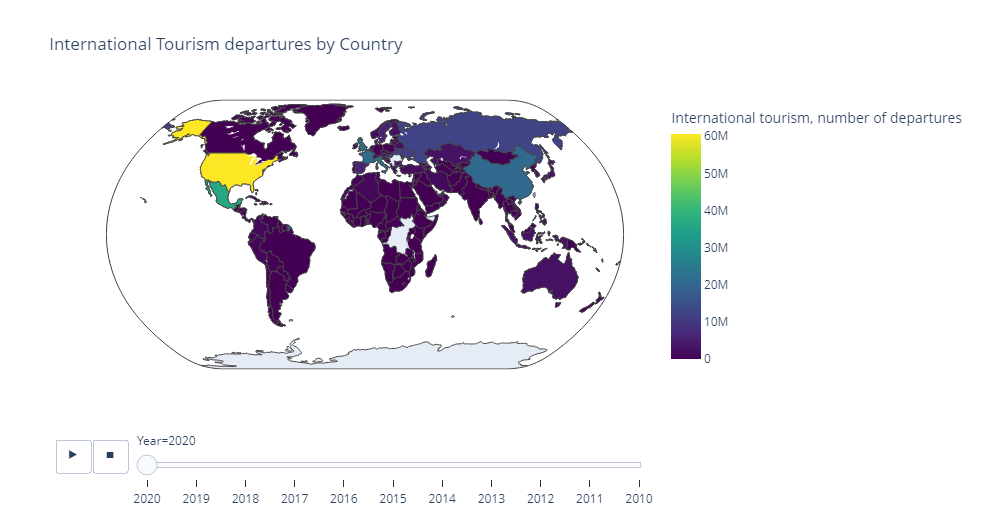 International Tourism departures by Country
International tourism, number of departures
60M
50M
40M
30M
20M
10M
0
Year=2020
2020 2019 2018 2017 2016 2015 2014 2013 2012 2011 2010